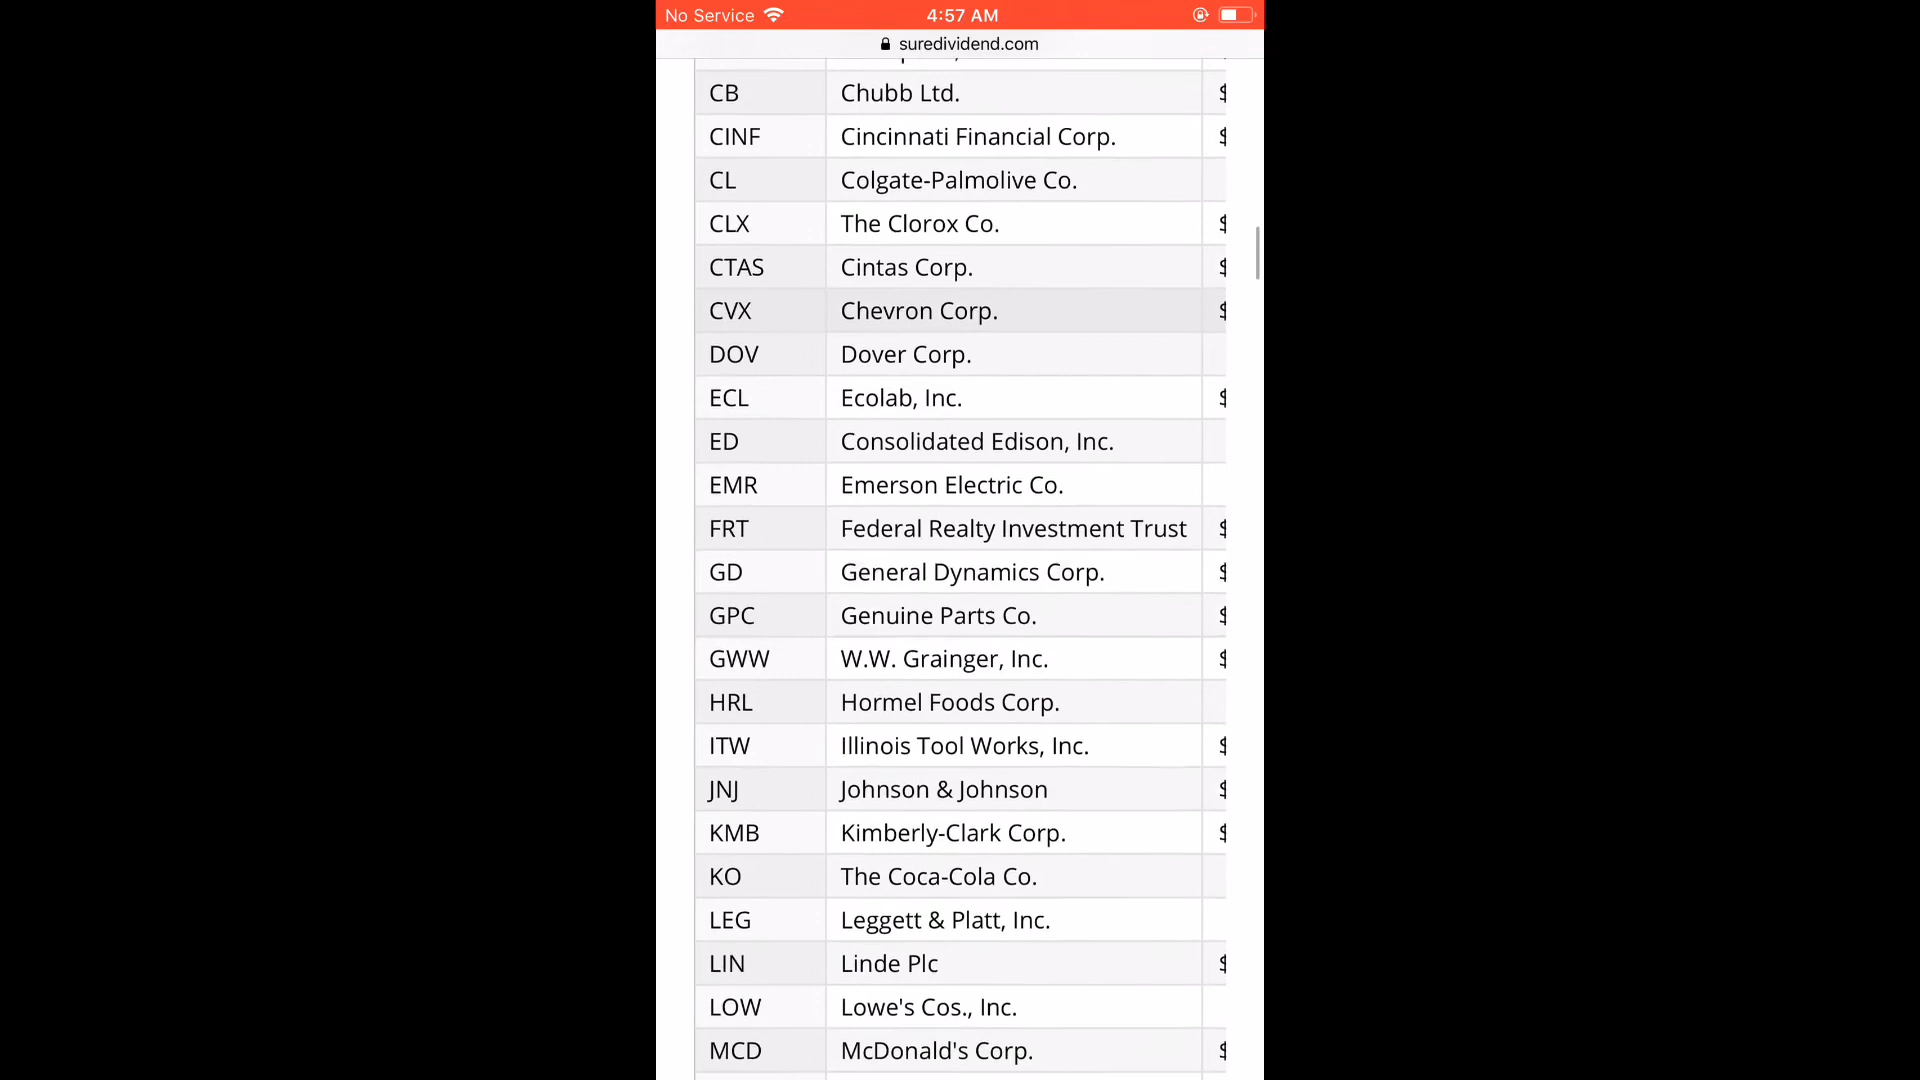 No Service 4:57 AM
suredividend.com
CB Chubb Ltd. $
CINF Cincinnati Financial Corp. $
CL Colgate-Palmolive Co.
CLX The Clorox Co. $
CTAS Cintas Corp. $
CVX Chevron Corp. $
DOV Dover Corp.
ECL Ecolab, Inc. $
ED Consolidated Edison, Inc.
EMR Emerson Electric Co.
FRT Federal Realty Investment Trust $
GD General Dynamics Corp. $
GPC Genuine Parts Co. $
GWW W.W. Grainger, Inc. $
HRL Hormel Foods Corp.
ITW Illinois Tool Works, Inc. $
JNJ Johnson & Johnson $
KMB Kimberly-Clark Corp. $
KO The Coca-Cola Co.
LEG Leggett & Platt, Inc.
LIN Linde Plc $
LOW Lowe's Cos., Inc.
MCD McDonald's Corp. $